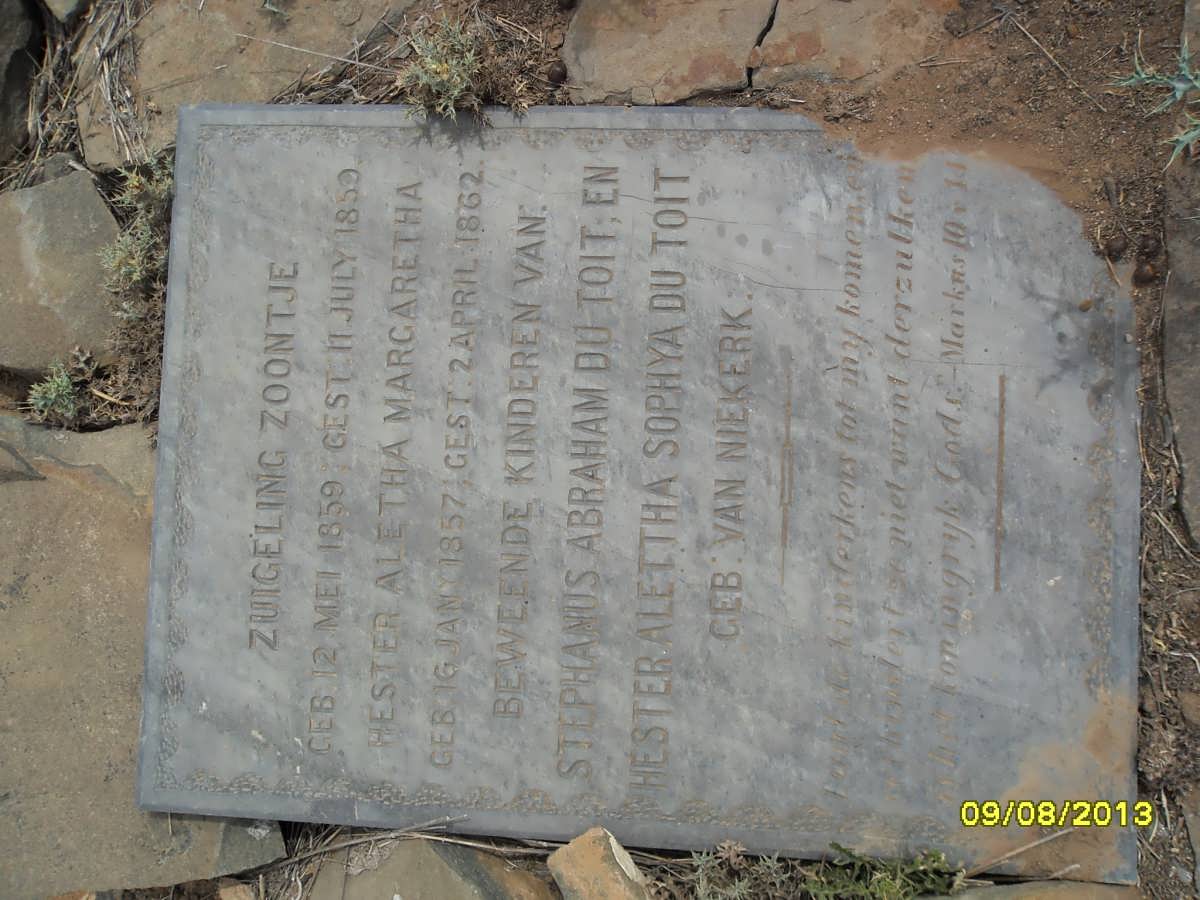 ZUIGELING ZOONTJE
GEB 12 MEI 1859; GEST. 11 JULY 1859.
HESTER ALETHA MARGARETHA
GEB 16 JANY 1857; GEST. 2 APRIL 1862.
BEWEENDE KINDEREN VAN.
STEPHANUS ABRAHAM DU TOIT, EN
HESTER ALETTHA SOPHYA DU TOIT
GEB: VAN NIEKERK.
de kinderkens tot my komen, en
verhindert ze niet want derzulken
is het koningryk Gods.—Markus 10 v 14
09/08/2013